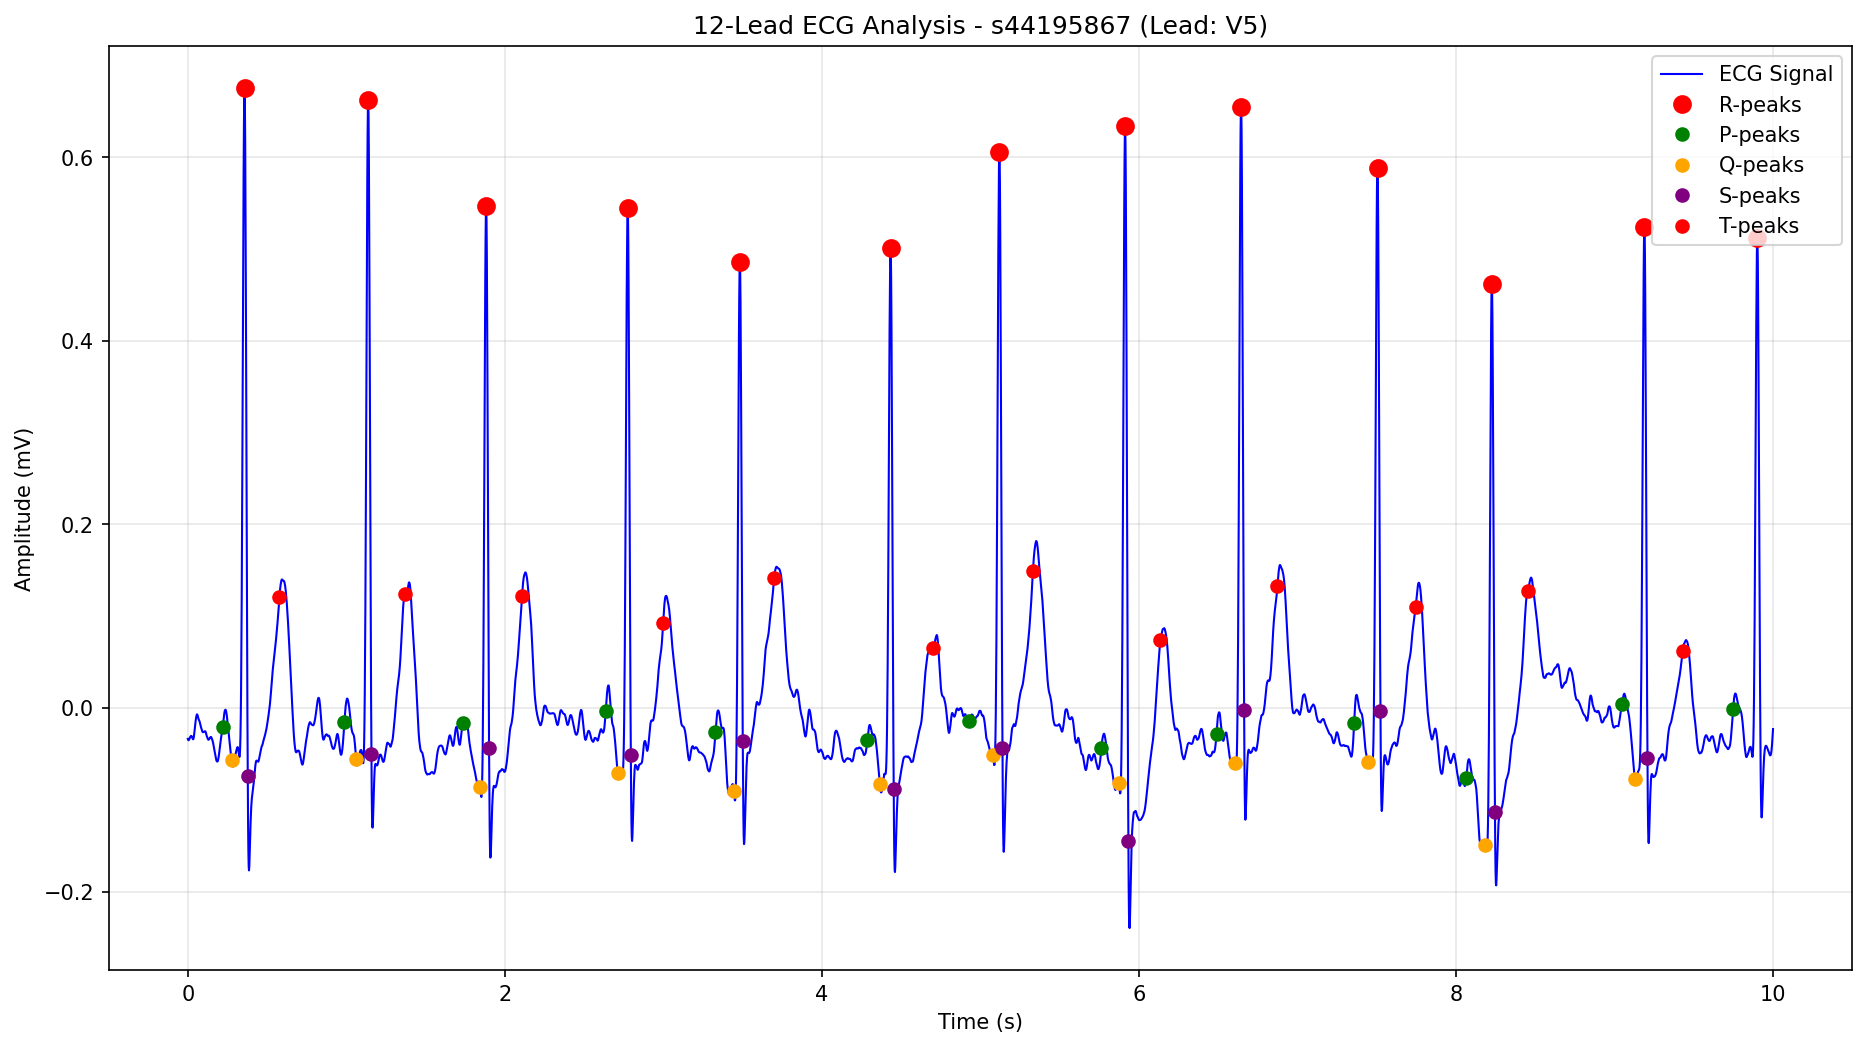 12-Lead ECG Analysis - s44195867 (Lead: V5)
ECG Signal
R-peaks
P-peaks
Q-peaks
S-peaks
T-peaks
Amplitude (mV)
0.6
0.4
0.2
0.0
−0.2
0 2 4 6 8 10
Time (s)